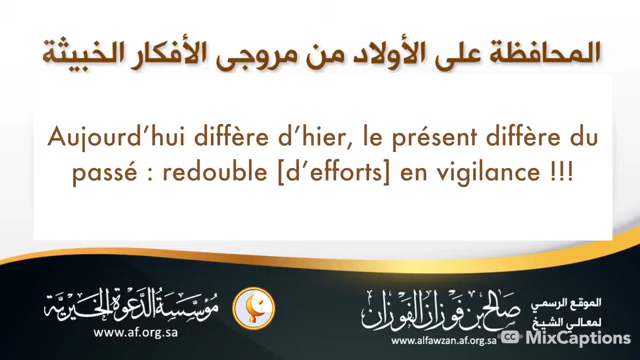 المحافظة على الأولاد من مروجى الأفكار الخبيثة
Aujourd’hui diffère d’hier, le présent diffère du
passé : redouble [d’efforts] en vigilance !!!
مؤسسة الدعوة الخيرية
www.af.org.sa
صالح بن فوزان الفوزان
www.alfawzan.af.org.sa
الموقع الرسمي
لمعالي الشيخ
CC MixCaptions